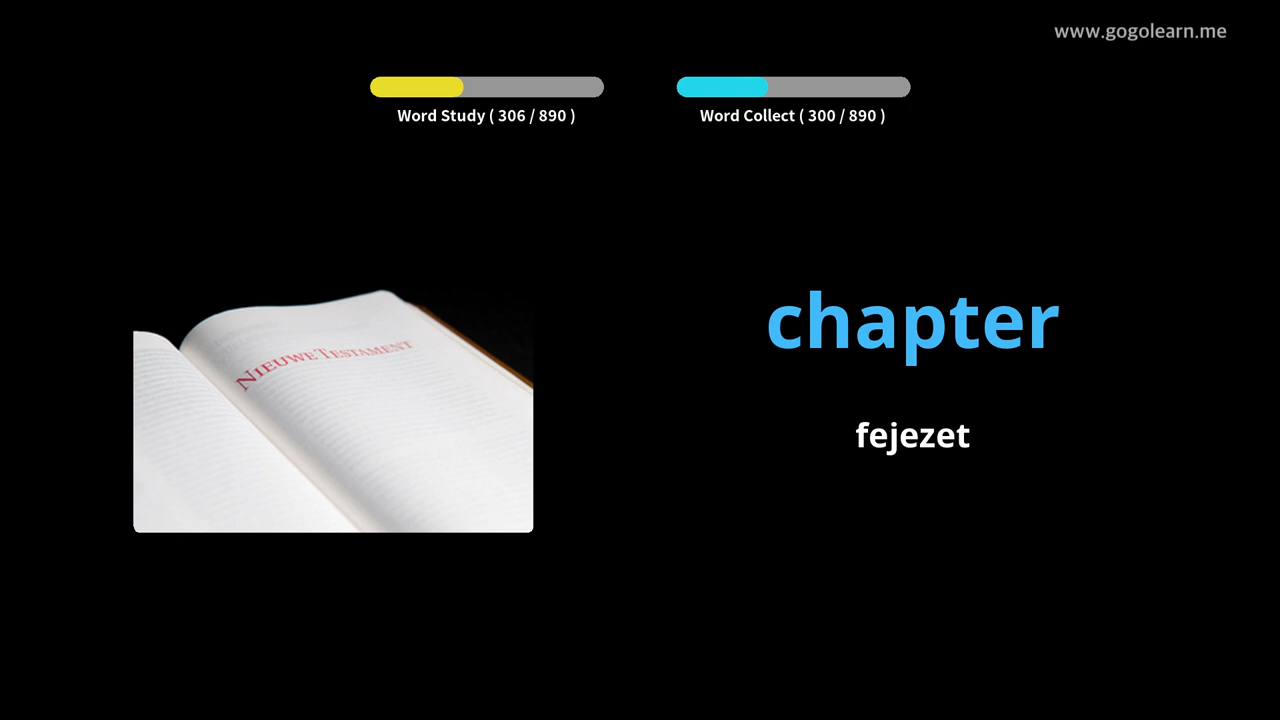 www.gogolearn.me
Word Study ( 306 / 890 )
Word Collect ( 300 / 890 )
NIEUWE TESTAMENT
chapter
fejezet